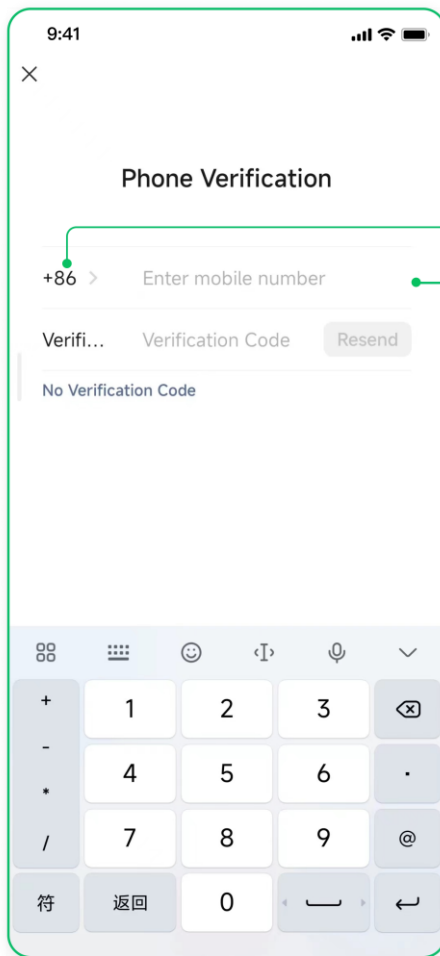 9:41
Phone Verification
+86 > Enter mobile number
Verifi... Verification Code Resend
No Verification Code
+ 1 2 3
-
* 4 5 6 .
/ 7 8 9 @
符 返回 0